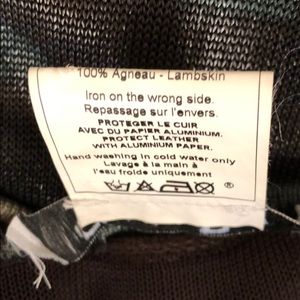 100% Agneau - Lambskin
Iron on the wrong side.
Repassage sur l'envers.
PROTEGER LE CUIR
AVEC DU PAPIER ALUMINIUM.
PROTECT LEATHER
WITH ALUMINIUM PAPER.
Hand washing in cold water only
Lavage à la main à
l'eau froide uniquement
®